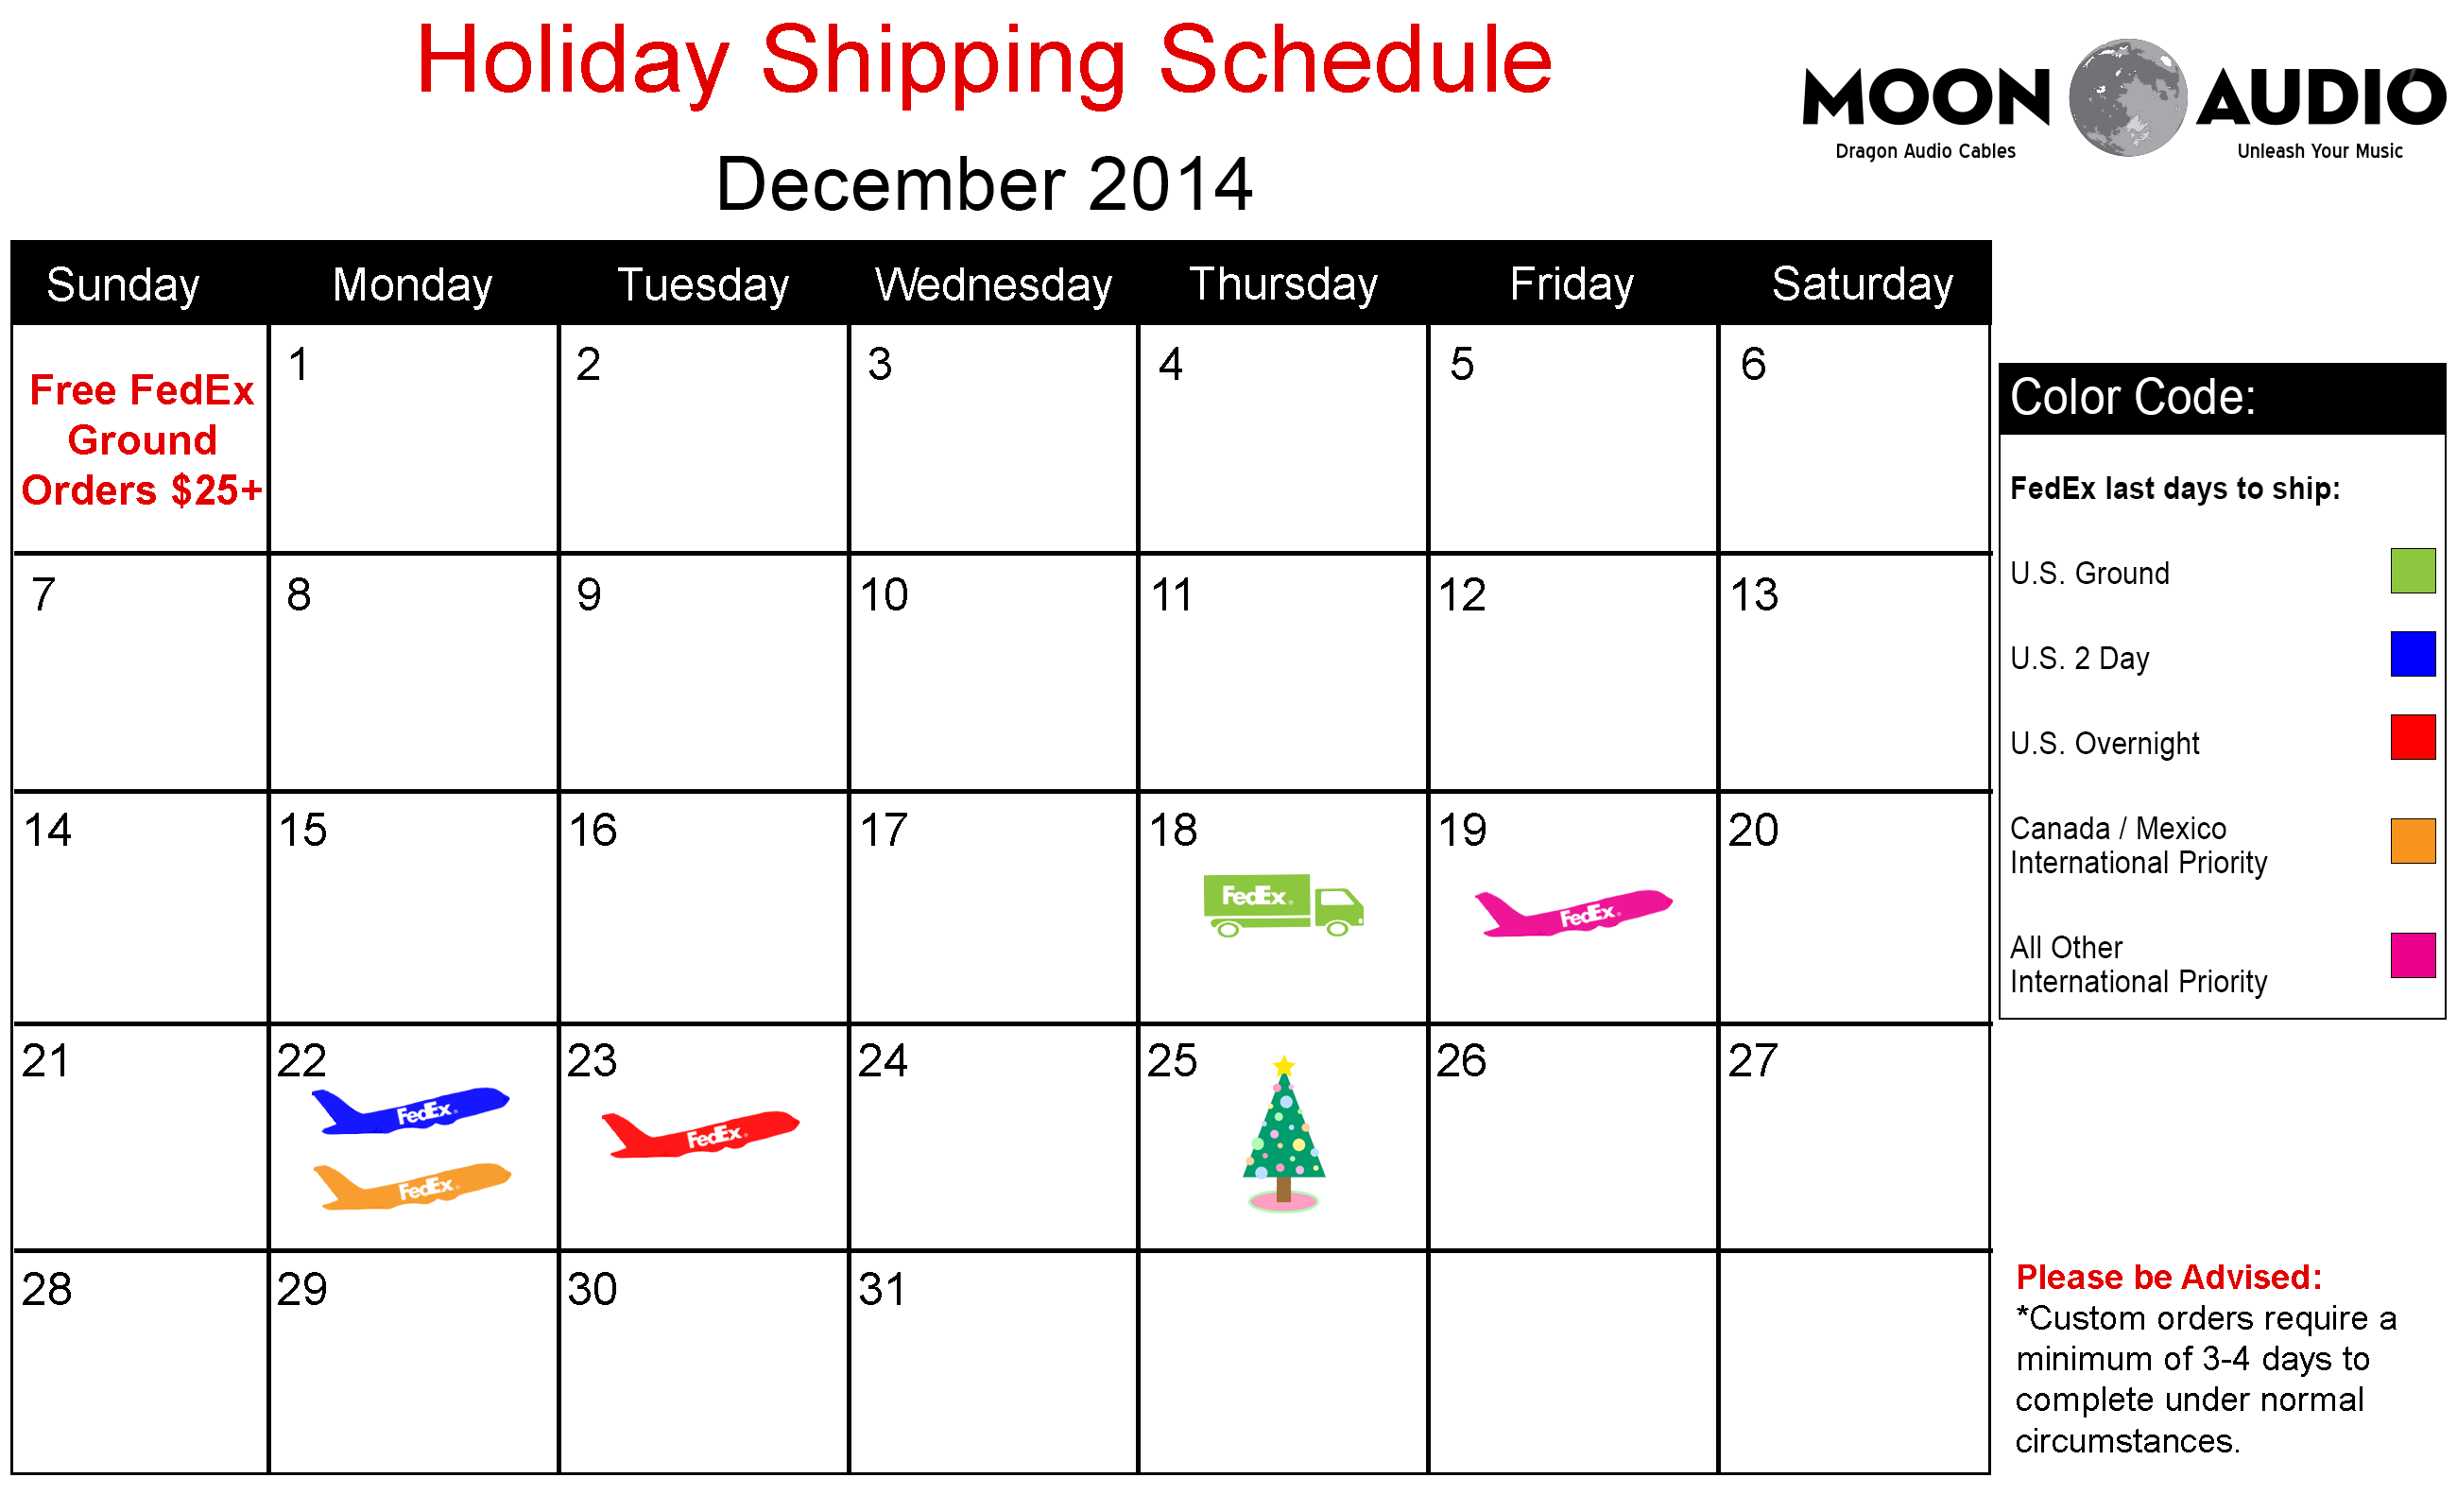 Holiday Shipping Schedule
December 2014
MOON AUDIO
Dragon Audio Cables
Unleash Your Music
Sunday Monday Tuesday Wednesday Thursday Friday Saturday
Free FedEx
Ground
Orders $25+
1 2 3 4 5 6
7 8 9 10 11 12 13
14 15 16 17 18 19 20
FedEx
FedEx
21 22 23 24 25 26 27
FedEx
FedEx
FedEx
28 29 30 31
Color Code:
FedEx last days to ship:
U.S. Ground
U.S. 2 Day
U.S. Overnight
Canada / Mexico
International Priority
All Other
International Priority
Please be Advised:
*Custom orders require a
minimum of 3-4 days to
complete under normal
circumstances.